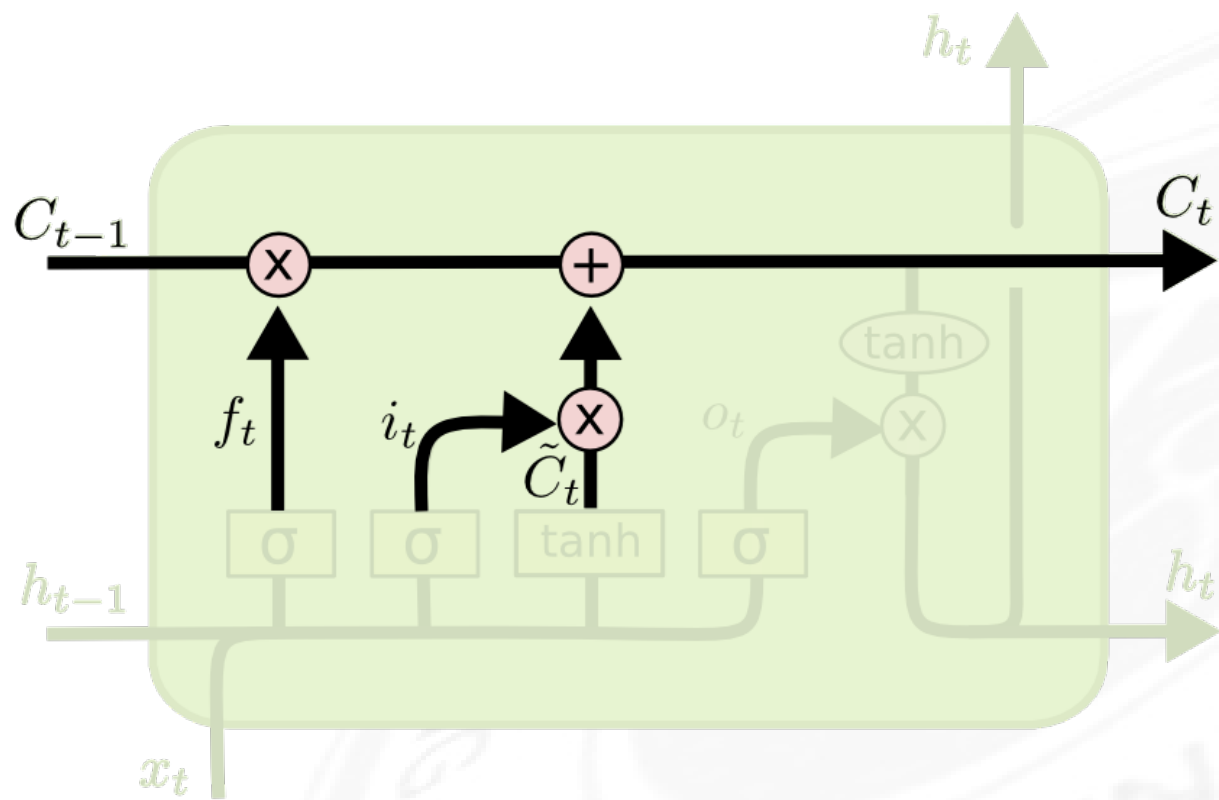 h_t
C_{t-1}
C_t
x
+
tanh
f_t
i_t
x
o_t
x
C̃_t
σ
σ
tanh
σ
h_{t-1}
h_t
x_t